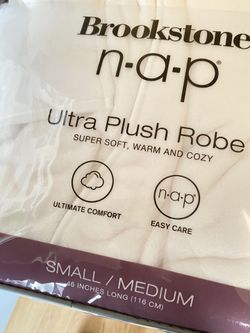 Brookstone
n·a·p®
Ultra Plush Robe
SUPER SOFT, WARM AND COZY
n·a·p®
ULTIMATE COMFORT
EASY CARE
SMALL / MEDIUM
46 INCHES LONG (116 CM)